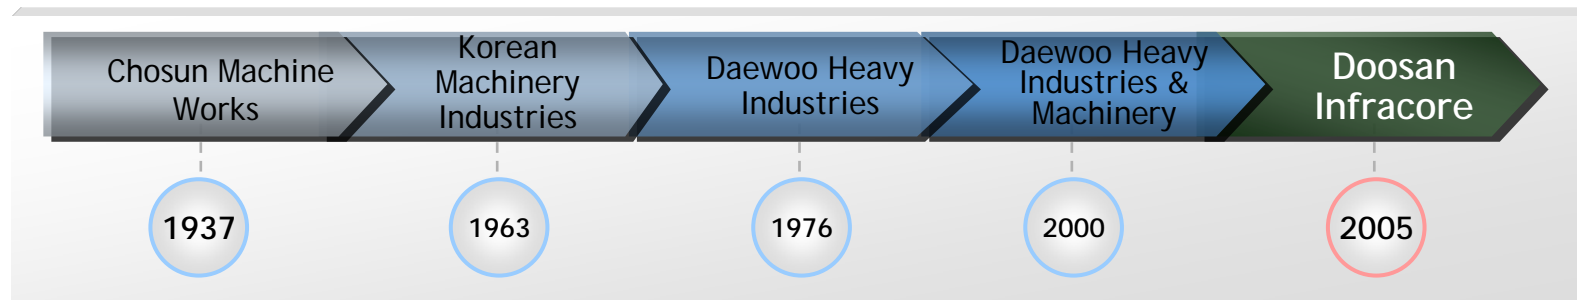 Chosun Machine
Works
Korean
Machinery
Industries
Daewoo Heavy
Industries
Daewoo Heavy
Industries &
Machinery
Doosan
Infracore
1937
1963
1976
2000
2005